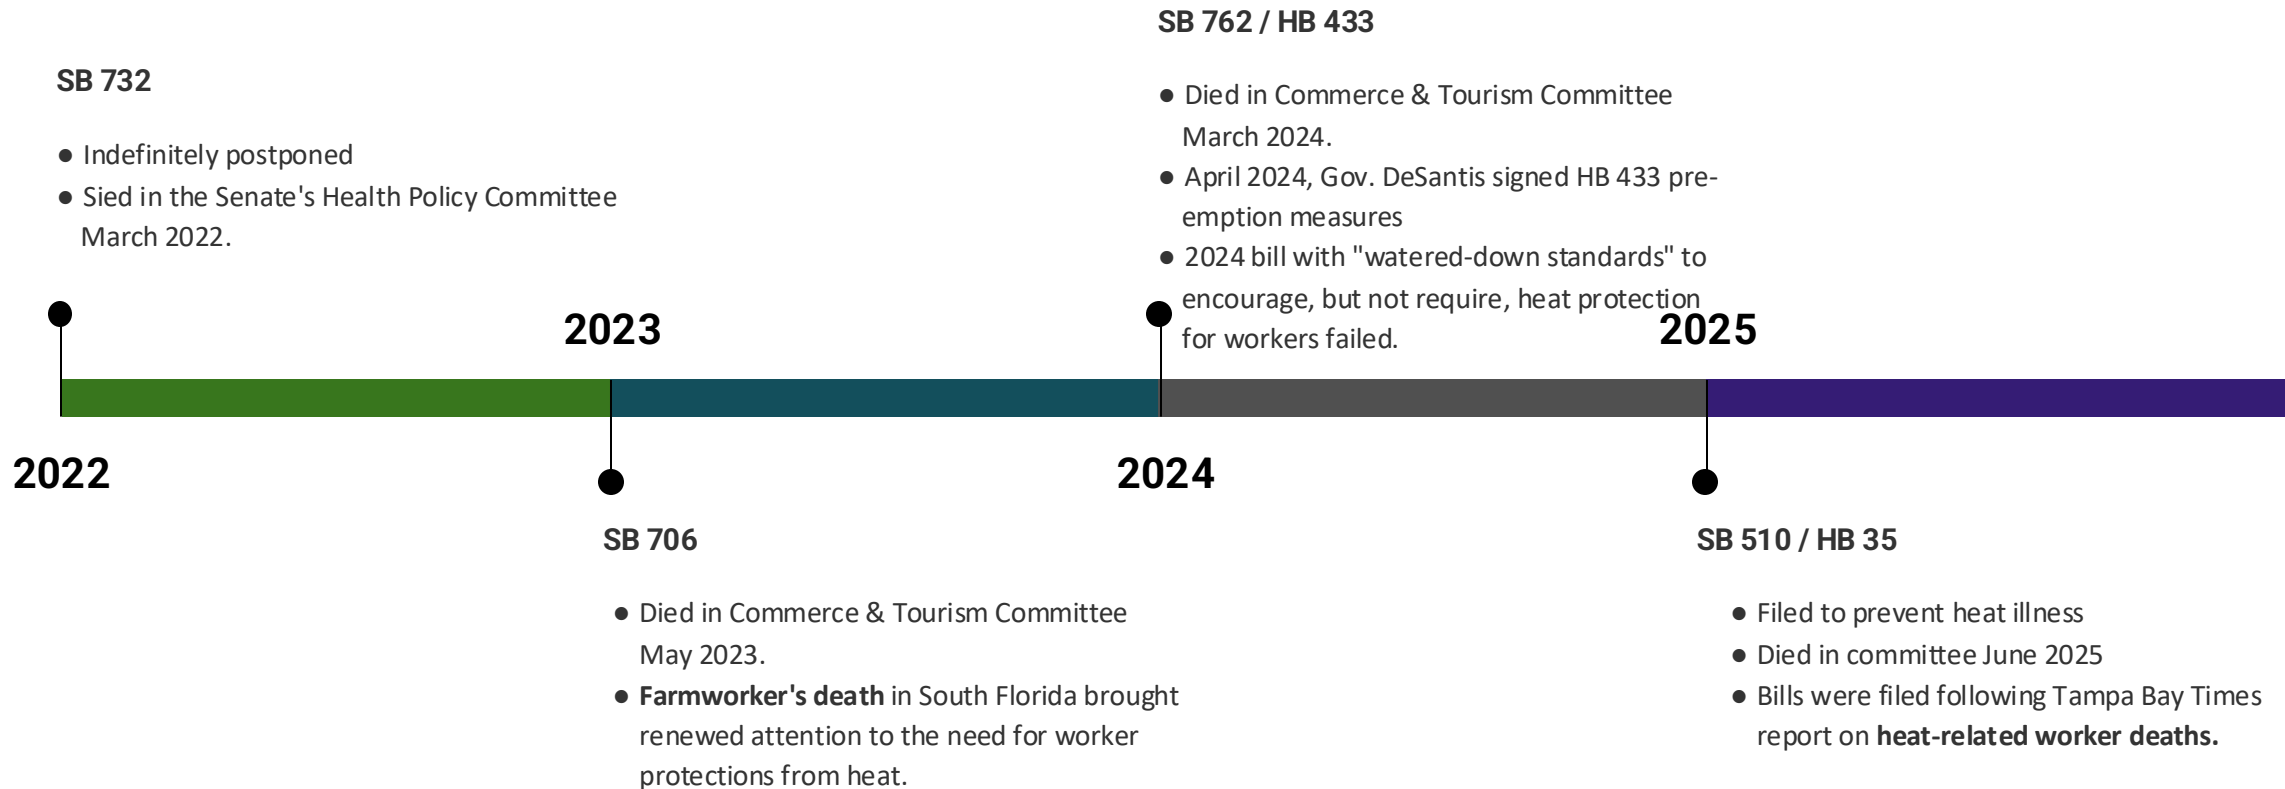 SB 732
● Indefinitely postponed
● Sied in the Senate's Health Policy Committee
March 2022.
2022
2023
SB 706
● Died in Commerce & Tourism Committee
May 2023.
● Farmworker's death in South Florida brought
renewed attention to the need for worker
protections from heat.
SB 762 / HB 433
● Died in Commerce & Tourism Committee
March 2024.
● April 2024, Gov. DeSantis signed HB 433 pre-
emption measures
● 2024 bill with "watered-down standards" to
encourage, but not require, heat protection
for workers failed.
2024
2025
SB 510 / HB 35
● Filed to prevent heat illness
● Died in committee June 2025
● Bills were filed following Tampa Bay Times
report on heat-related worker deaths.